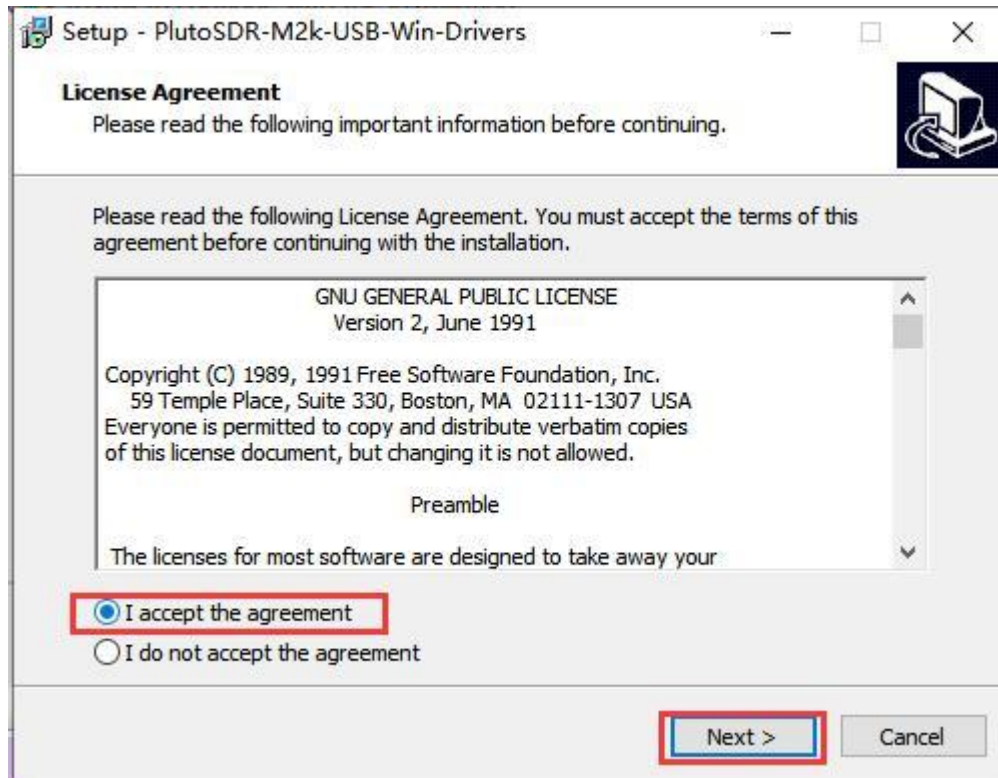 Setup - PlutoSDR-M2k-USB-Win-Drivers
License Agreement
Please read the following important information before continuing.
Please read the following License Agreement. You must accept the terms of this
agreement before continuing with the installation.
GNU GENERAL PUBLIC LICENSE
Version 2, June 1991
Copyright (C) 1989, 1991 Free Software Foundation, Inc.
59 Temple Place, Suite 330, Boston, MA 02111-1307 USA
Everyone is permitted to copy and distribute verbatim copies
of this license document, but changing it is not allowed.
Preamble
The licenses for most software are designed to take away your
I accept the agreement
I do not accept the agreement
Next >
Cancel